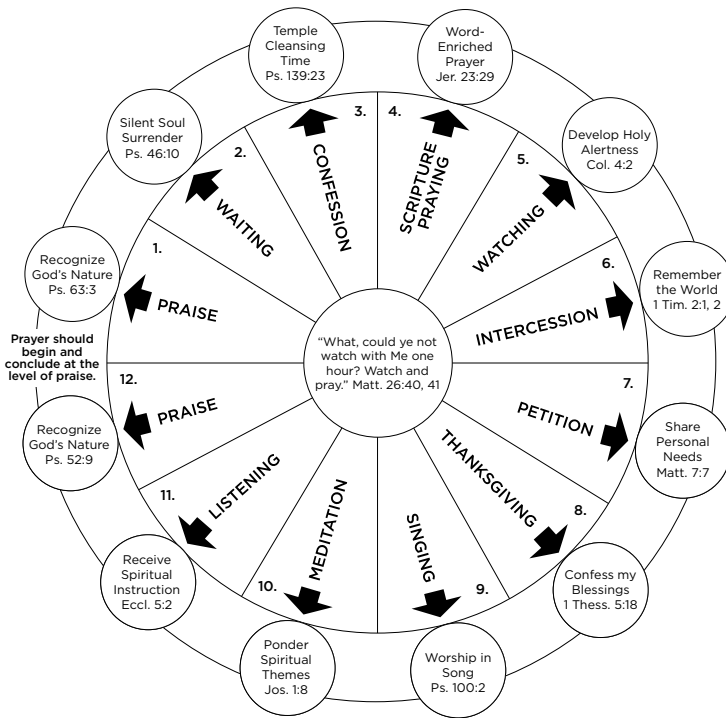 1.
PRAISE
Recognize
God's Nature
Ps. 63:3
2.
WAITING
Silent Soul
Surrender
Ps. 46:10
3.
CONFESSION
Temple
Cleansing
Time
Ps. 139:23
4.
SCRIPTURE
PRAYING
Word-
Enriched
Prayer
Jer. 23:29
5.
WATCHING
Develop Holy
Alertness
Col. 4:2
6.
INTERCESSION
Remember
the World
1 Tim. 2:1, 2
7.
PETITION
Share
Personal
Needs
Matt. 7:7
8.
THANKSGIVING
Confess my
Blessings
1 Thess. 5:18
9.
SINGING
Worship in
Song
Ps. 100:2
10.
MEDITATION
Ponder
Spiritual
Themes
Jos. 1:8
11.
LISTENING
Receive
Spiritual
Instruction
Eccl. 5:2
12.
PRAISE
Recognize
God's Nature
Ps. 52:9
Prayer should
begin and
conclude at the
level of praise.
“What, could ye not
watch with Me one
hour? Watch and
pray.” Matt. 26:40, 41